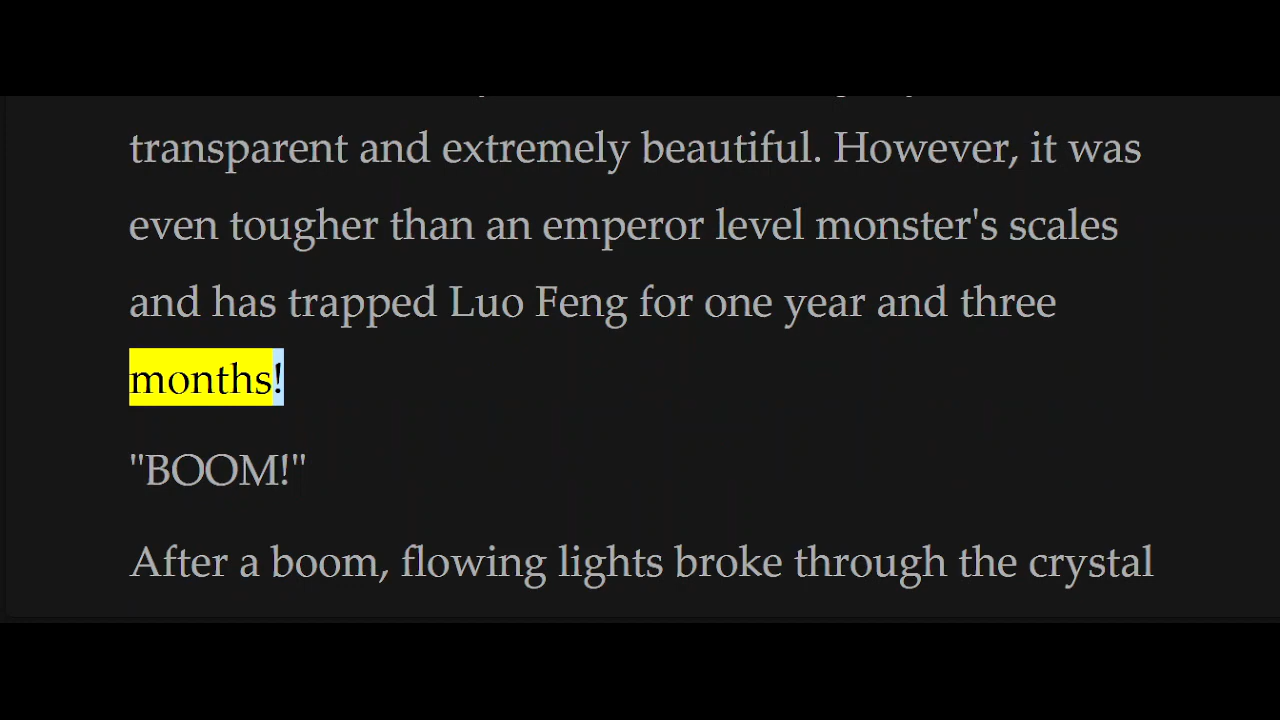 transparent and extremely beautiful. However, it was
even tougher than an emperor level monster's scales
and has trapped Luo Feng for one year and three
months!
"BOOM!"
After a boom, flowing lights broke through the crystal